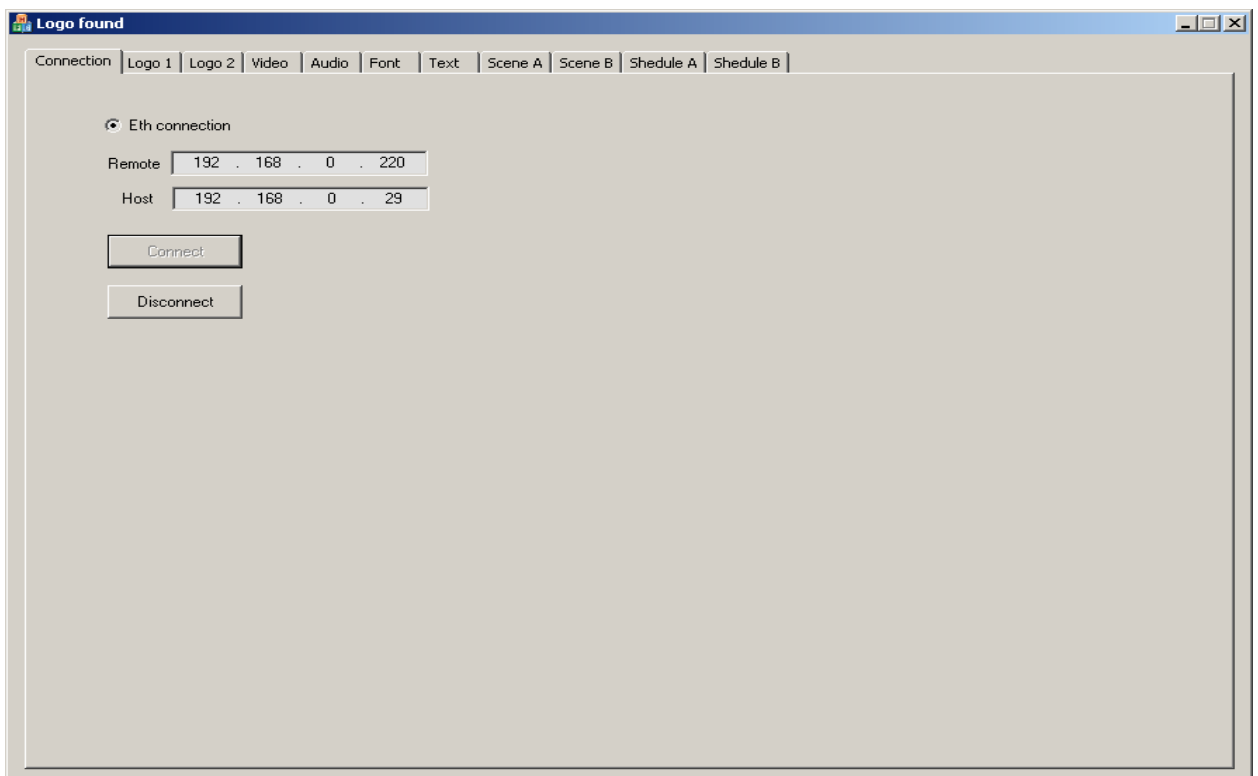 Logo found
Connection Logo 1 Logo 2 Video Audio Font Text Scene A Scene B Shedule A Shedule B
Eth connection
Remote 192 . 168 . 0 . 220
Host 192 . 168 . 0 . 29
Connect
Disconnect